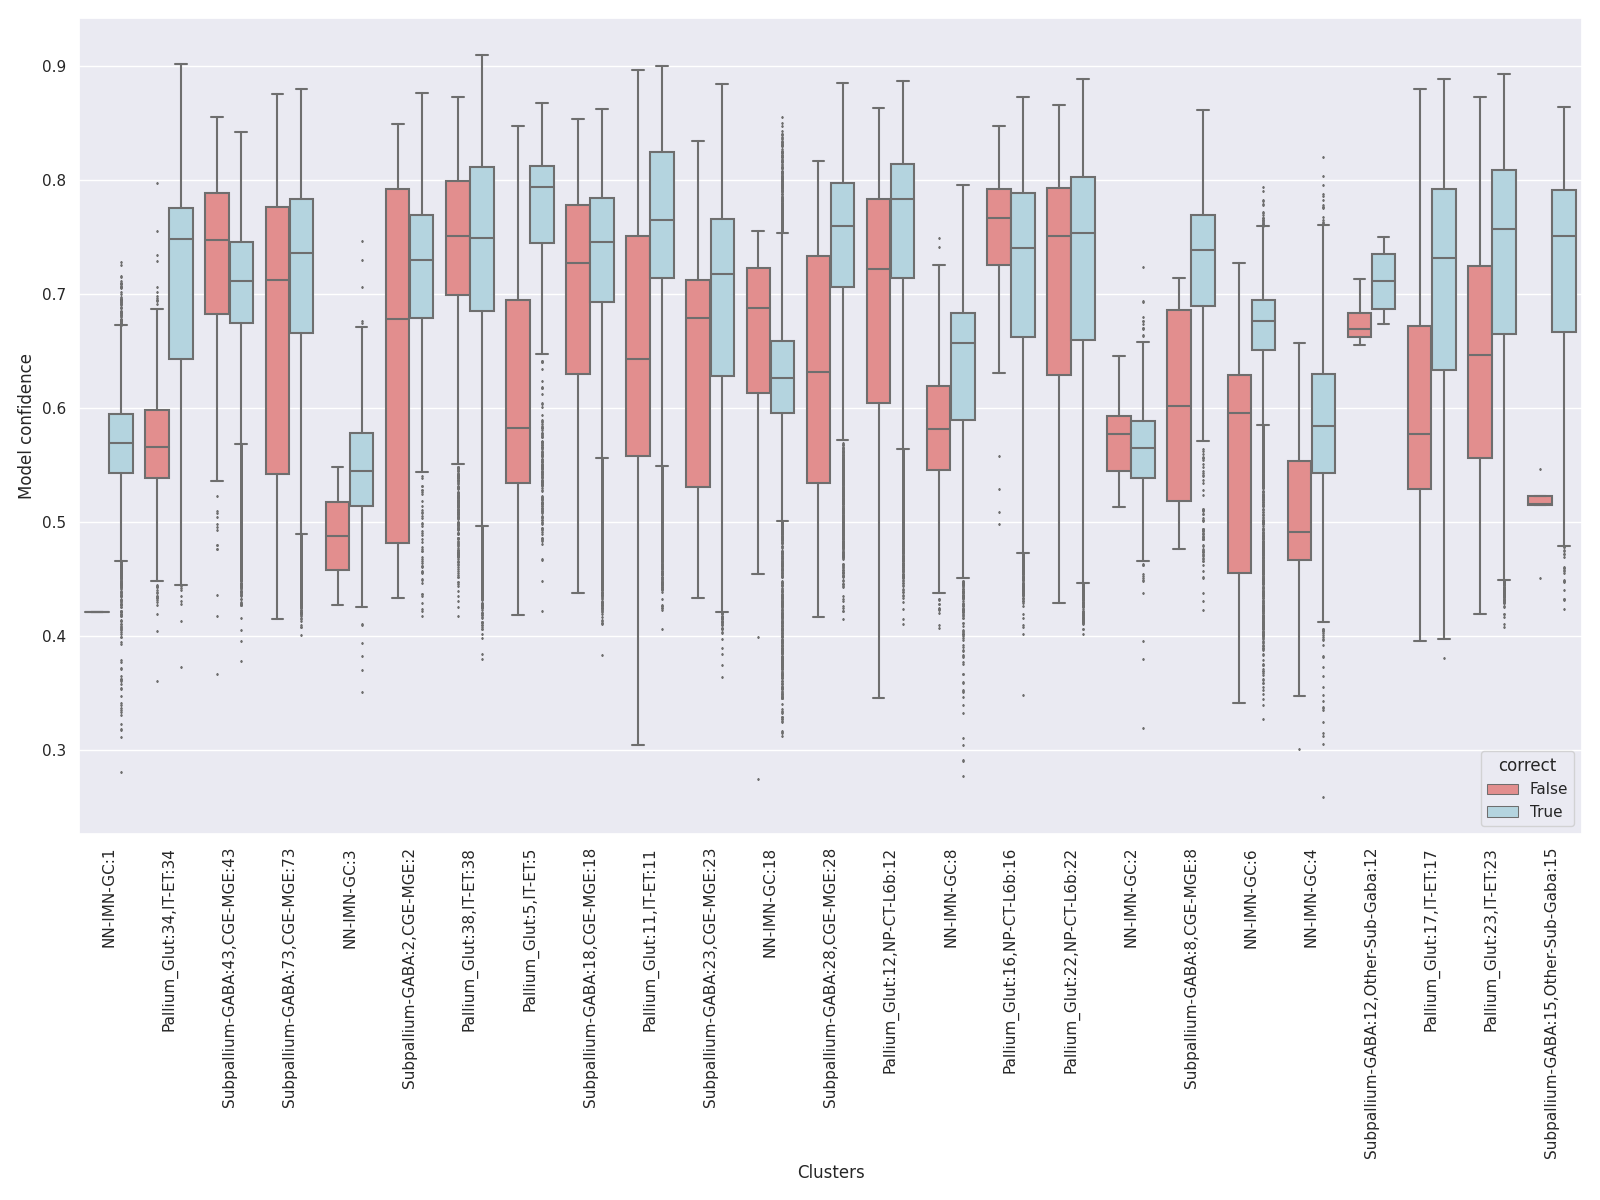 0.9
0.8
0.7
0.6
0.5
0.4
0.3
Model confidence
correct
False
True
NN-IMN-GC:1
Pallium_Glut:34,IT-ET:34
Subpallium-GABA:43,CGE-MGE:43
Subpallium-GABA:73,CGE-MGE:73
NN-IMN-GC:3
Subpallium-GABA:2,CGE-MGE:2
Pallium_Glut:38,IT-ET:38
Pallium_Glut:5,IT-ET:5
Subpallium-GABA:18,CGE-MGE:18
Pallium_Glut:11,IT-ET:11
Subpallium-GABA:23,CGE-MGE:23
NN-IMN-GC:18
Subpallium-GABA:28,CGE-MGE:28
Pallium_Glut:12,NP-CT-L6b:12
NN-IMN-GC:8
Pallium_Glut:16,NP-CT-L6b:16
Pallium_Glut:22,NP-CT-L6b:22
NN-IMN-GC:2
Subpallium-GABA:8,CGE-MGE:8
NN-IMN-GC:6
NN-IMN-GC:4
Subpallium-GABA:12,Other-Sub-Gaba:12
Pallium_Glut:17,IT-ET:17
Pallium_Glut:23,IT-ET:23
Subpallium-GABA:15,Other-Sub-Gaba:15
Clusters